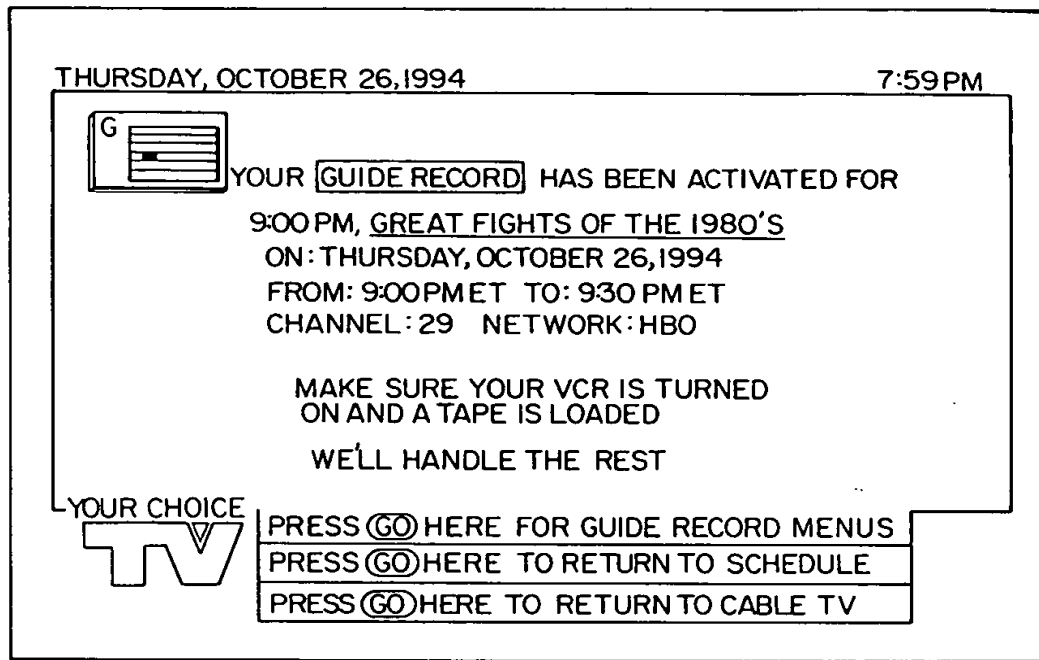 THURSDAY, OCTOBER 26,1994 7:59 PM
G
YOUR GUIDE RECORD HAS BEEN ACTIVATED FOR
9:00 PM, GREAT FIGHTS OF THE 1980'S
ON: THURSDAY, OCTOBER 26,1994
FROM: 9:00 PM ET TO: 9:30 PM ET
CHANNEL: 29 NETWORK: HBO
MAKE SURE YOUR VCR IS TURNED
ON AND A TAPE IS LOADED
WE'LL HANDLE THE REST
YOUR CHOICE
TV
PRESS GO HERE FOR GUIDE RECORD MENUS
PRESS GO HERE TO RETURN TO SCHEDULE
PRESS GO HERE TO RETURN TO CABLE TV